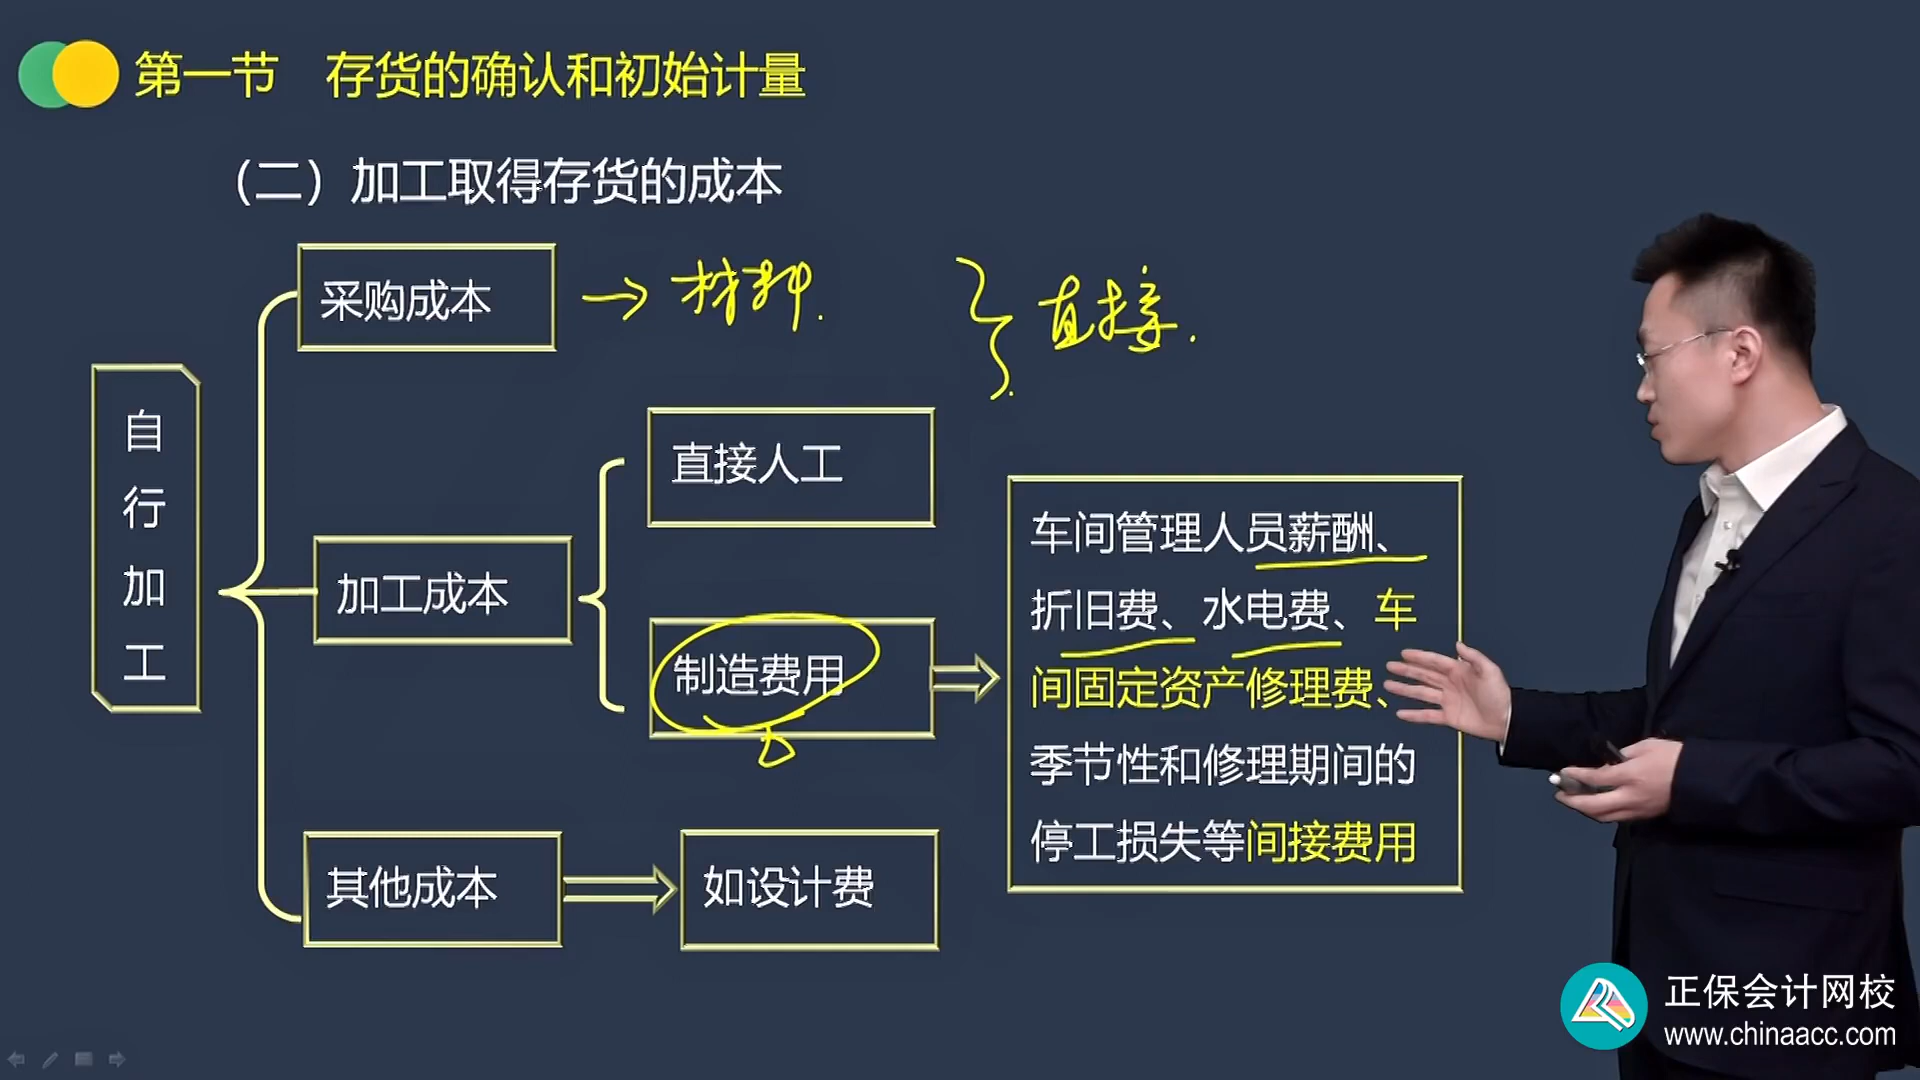 第一节 存货的确认和初始计量
（二）加工取得存货的成本
采购成本
材料.
直接.
自行加工
直接人工
加工成本
制造费用
车间管理人员薪酬、
折旧费、水电费、车
间固定资产修理费、
季节性和修理期间的
停工损失等间接费用
其他成本
如设计费
正保会计网校
www.chinaacc.com